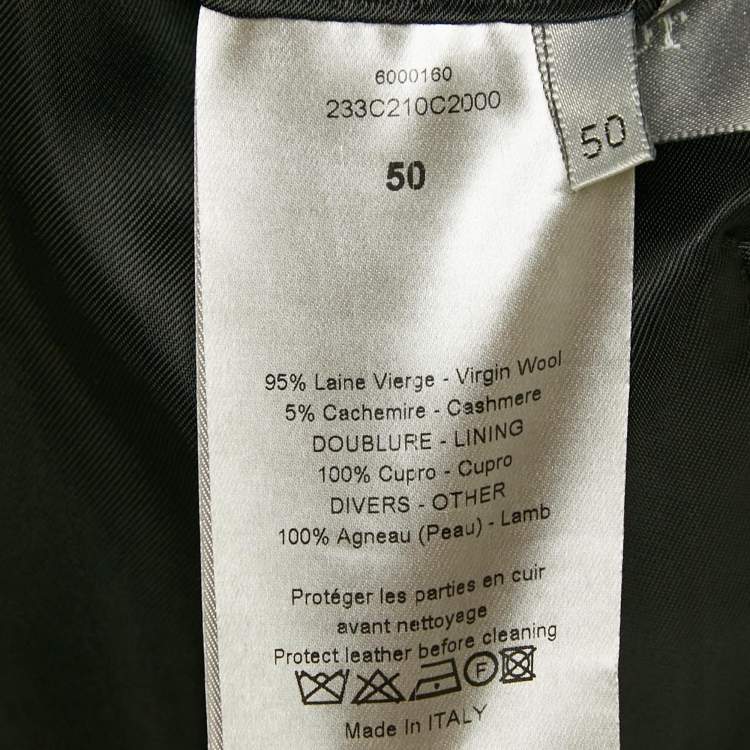 6000160
233C210C2000
50
50
95% Laine Vierge - Virgin Wool
5% Cachemire - Cashmere
DOUBLURE - LINING
100% Cupro - Cupro
DIVERS - OTHER
100% Agneau (Peau) - Lamb
Protéger les parties en cuir
avant nettoyage
Protect leather before cleaning
F
Made In ITALY